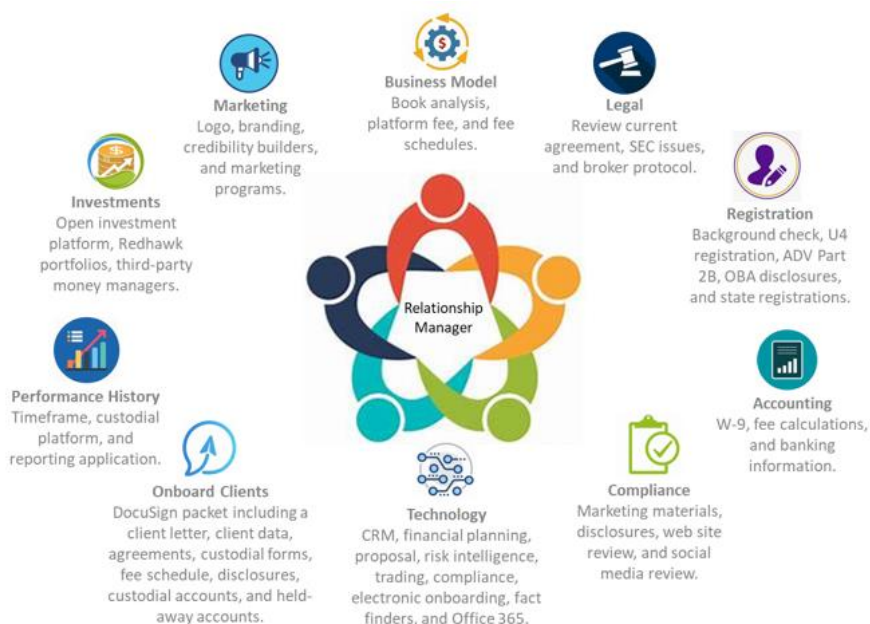 Business Model
Book analysis,
platform fee, and fee
schedules.
Legal
Review current
agreement, SEC issues,
and broker protocol.
Registration
Background check, U4
registration, ADV Part
2B, OBA disclosures,
and state registrations.
Accounting
W-9, fee calculations,
and banking
information.
Compliance
Marketing materials,
disclosures, web site
review, and social
media review.
Technology
CRM, financial planning,
proposal, risk intelligence,
trading, compliance,
electronic onboarding, fact
finders, and Office 365.
Onboard Clients
DocuSign packet including a
client letter, client data,
agreements, custodial forms,
fee schedule, disclosures,
custodial accounts, and held-
away accounts.
Performance History
Timeframe, custodial
platform, and
reporting application.
Investments
Open investment
platform, Redhawk
portfolios, third-party
money managers.
Marketing
Logo, branding,
credibility builders,
and marketing
programs.
Relationship
Manager